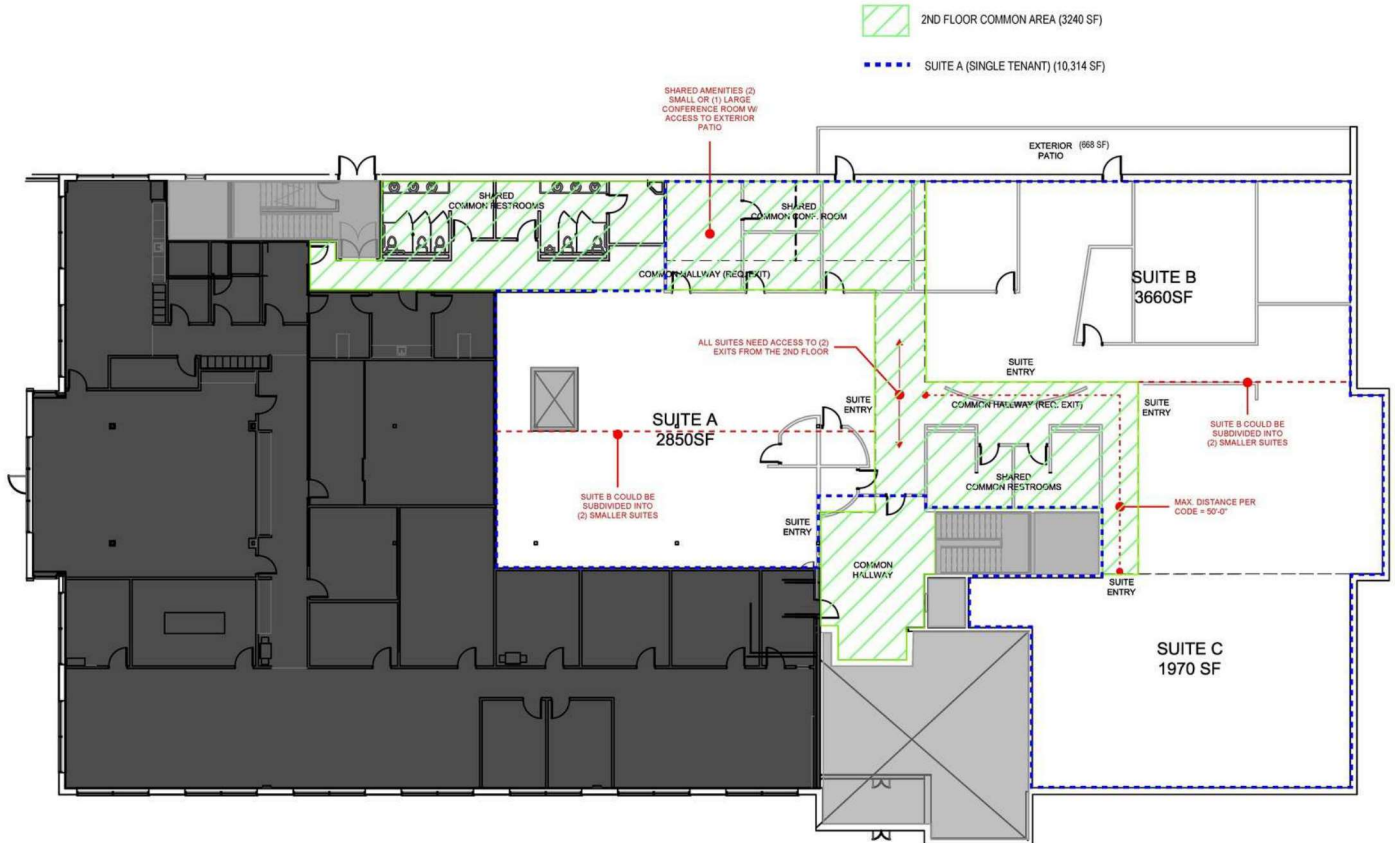 2ND FLOOR COMMON AREA (3240 SF)
SUITE A (SINGLE TENANT) (10,314 SF)
SHARED AMENITIES (2)
SMALL OR (1) LARGE
CONFERENCE ROOM W/
ACCESS TO EXTERIOR
PATIO
EXTERIOR (668 SF)
PATIO
SHARED
COMMON RESTROOMS
SHARED
COMMON CONF. ROOM
COMMON HALLWAY (REQ. EXIT)
SUITE B
3660SF
ALL SUITES NEED ACCESS TO (2)
EXITS FROM THE 2ND FLOOR
SUITE
ENTRY
SUITE
ENTRY
COMMON HALLWAY (REQ. EXIT)
SUITE
ENTRY
SUITE A
2850SF
SUITE B COULD BE
SUBDIVIDED INTO
(2) SMALLER SUITES
SHARED
COMMON RESTROOMS
SUITE B COULD BE
SUBDIVIDED INTO
(2) SMALLER SUITES
MAX. DISTANCE PER
CODE = 50'-0"
SUITE
ENTRY
COMMON
HALLWAY
SUITE
ENTRY
SUITE C
1970 SF